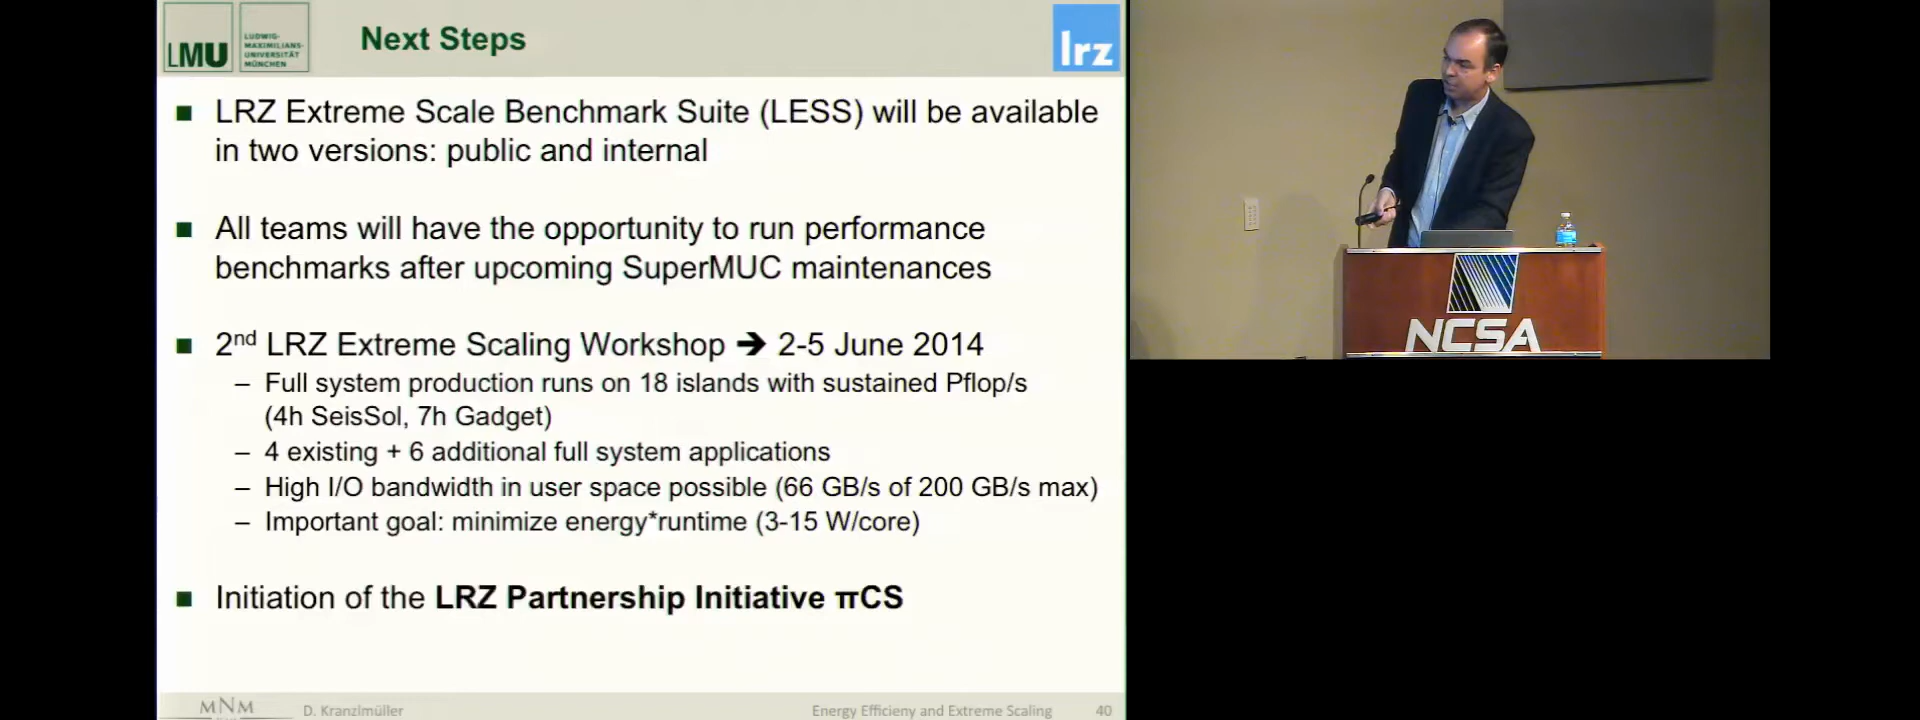 LMU
LUDWIG-
MAXIMILIANS-
UNIVERSITÄT
MÜNCHEN
Next Steps
lrz
LRZ Extreme Scale Benchmark Suite (LESS) will be available
in two versions: public and internal
All teams will have the opportunity to run performance
benchmarks after upcoming SuperMUC maintenances
2nd LRZ Extreme Scaling Workshop ➔ 2-5 June 2014
– Full system production runs on 18 islands with sustained Pflop/s
(4h SeisSol, 7h Gadget)
– 4 existing + 6 additional full system applications
– High I/O bandwidth in user space possible (66 GB/s of 200 GB/s max)
– Important goal: minimize energy*runtime (3-15 W/core)
Initiation of the LRZ Partnership Initiative πCS
MNM
D. Kranzlmüller
Energy Efficieny and Extreme Scaling
40
NCSA